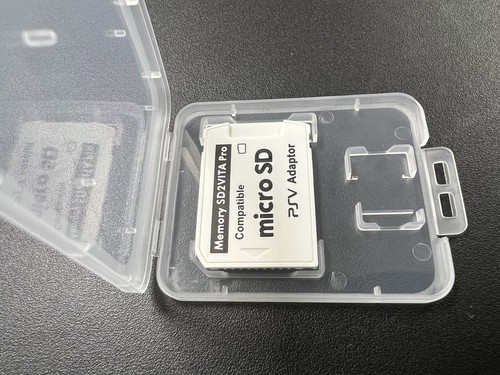 Memory SD2VITA Pro
Compatible
micro SD
PSV Adaptor